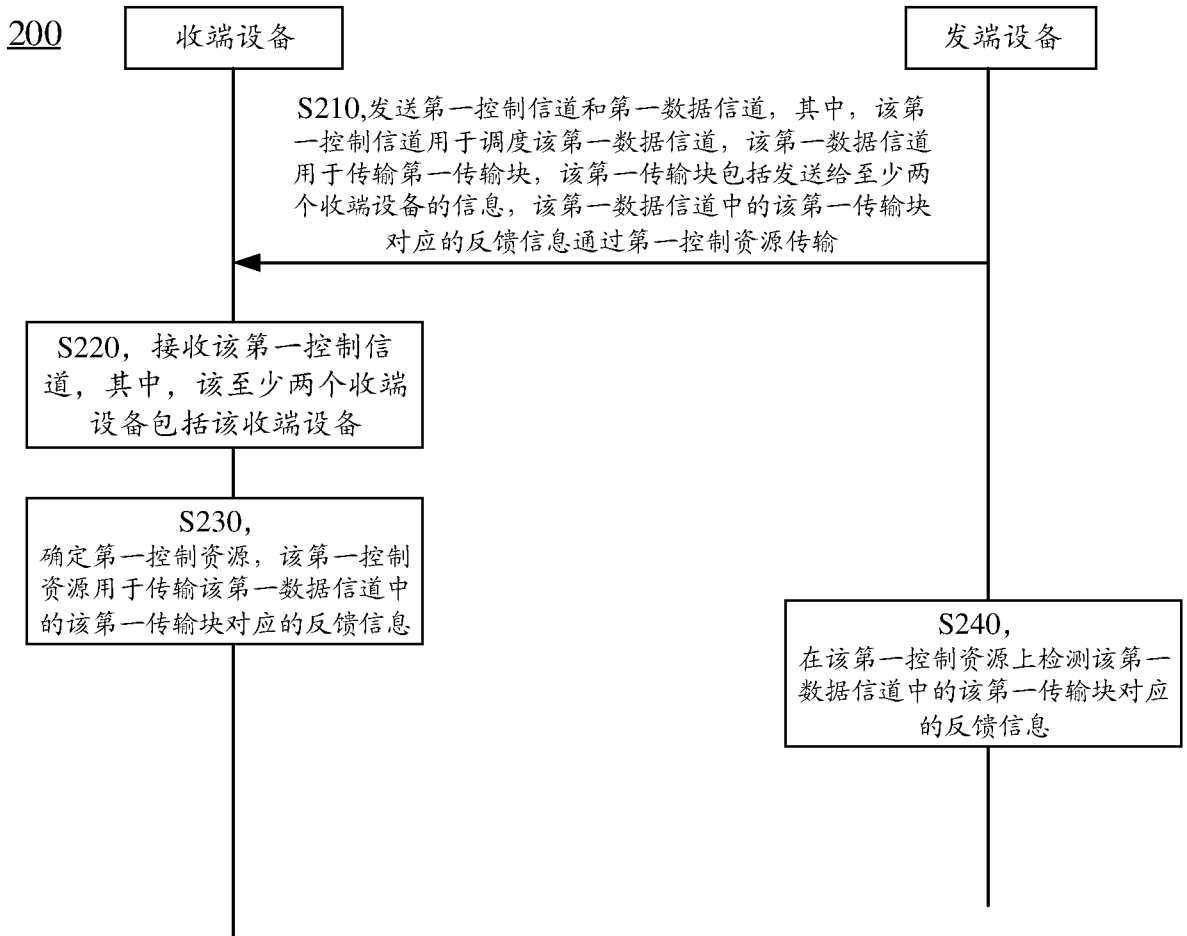 200
收端设备
发端设备
S210,发送第一控制信道和第一数据信道，其中，该第
一控制信道用于调度该第一数据信道，该第一数据信道
用于传输第一传输块，该第一传输块包括发送给至少两
个收端设备的信息，该第一数据信道中的该第一传输块
对应的反馈信息通过第一控制资源传输
S220，接收该第一控制信
道，其中，该至少两个收端
设备包括该收端设备
S230，
确定第一控制资源，该第一控制
资源用于传输该第一数据信道中
的该第一传输块对应的反馈信息
S240，
在该第一控制资源上检测该第一
数据信道中的该第一传输块对应
的反馈信息